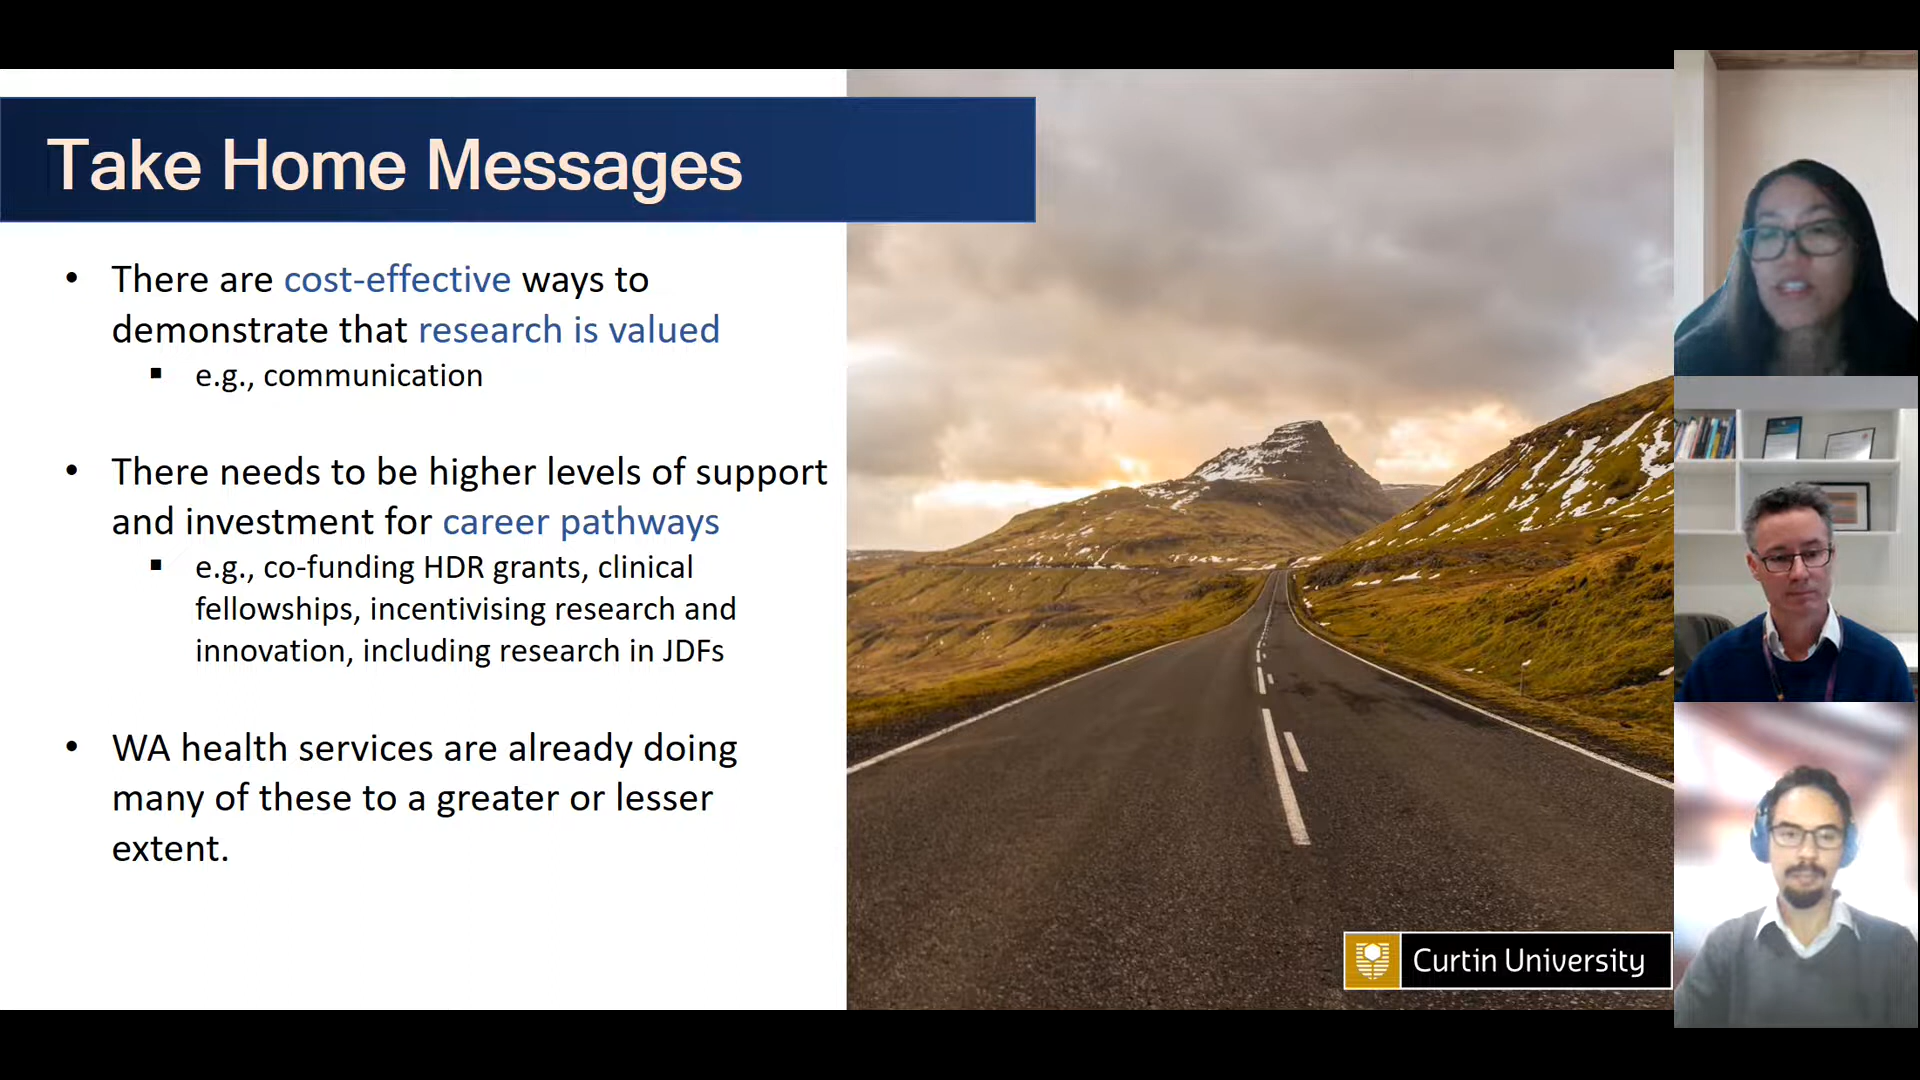 Take Home Messages
• There are cost-effective ways to
demonstrate that research is valued
▪ e.g., communication
• There needs to be higher levels of support
and investment for career pathways
▪ e.g., co-funding HDR grants, clinical
fellowships, incentivising research and
innovation, including research in JDFs
• WA health services are already doing
many of these to a greater or lesser
extent.
Curtin University